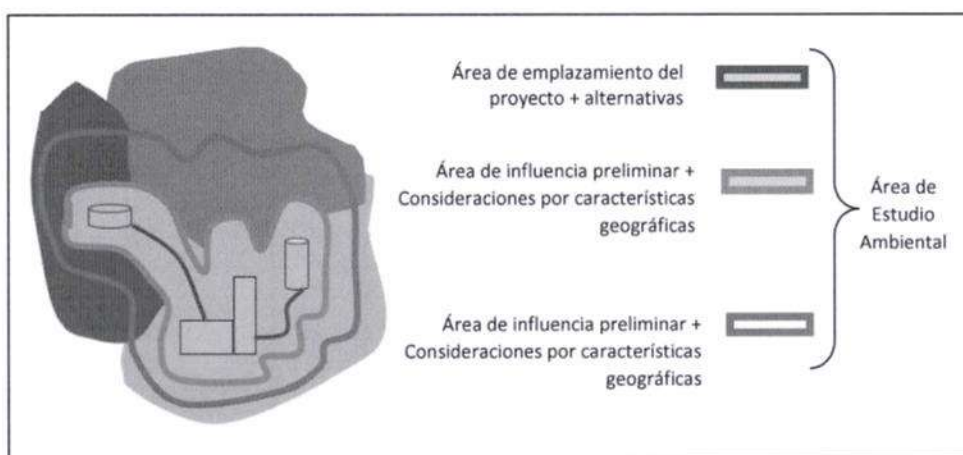 Área de emplazamiento del
proyecto + alternativas
Área de influencia preliminar +
Consideraciones por características
geográficas
Área de influencia preliminar +
Consideraciones por características
geográficas
Área de
Estudio
Ambiental